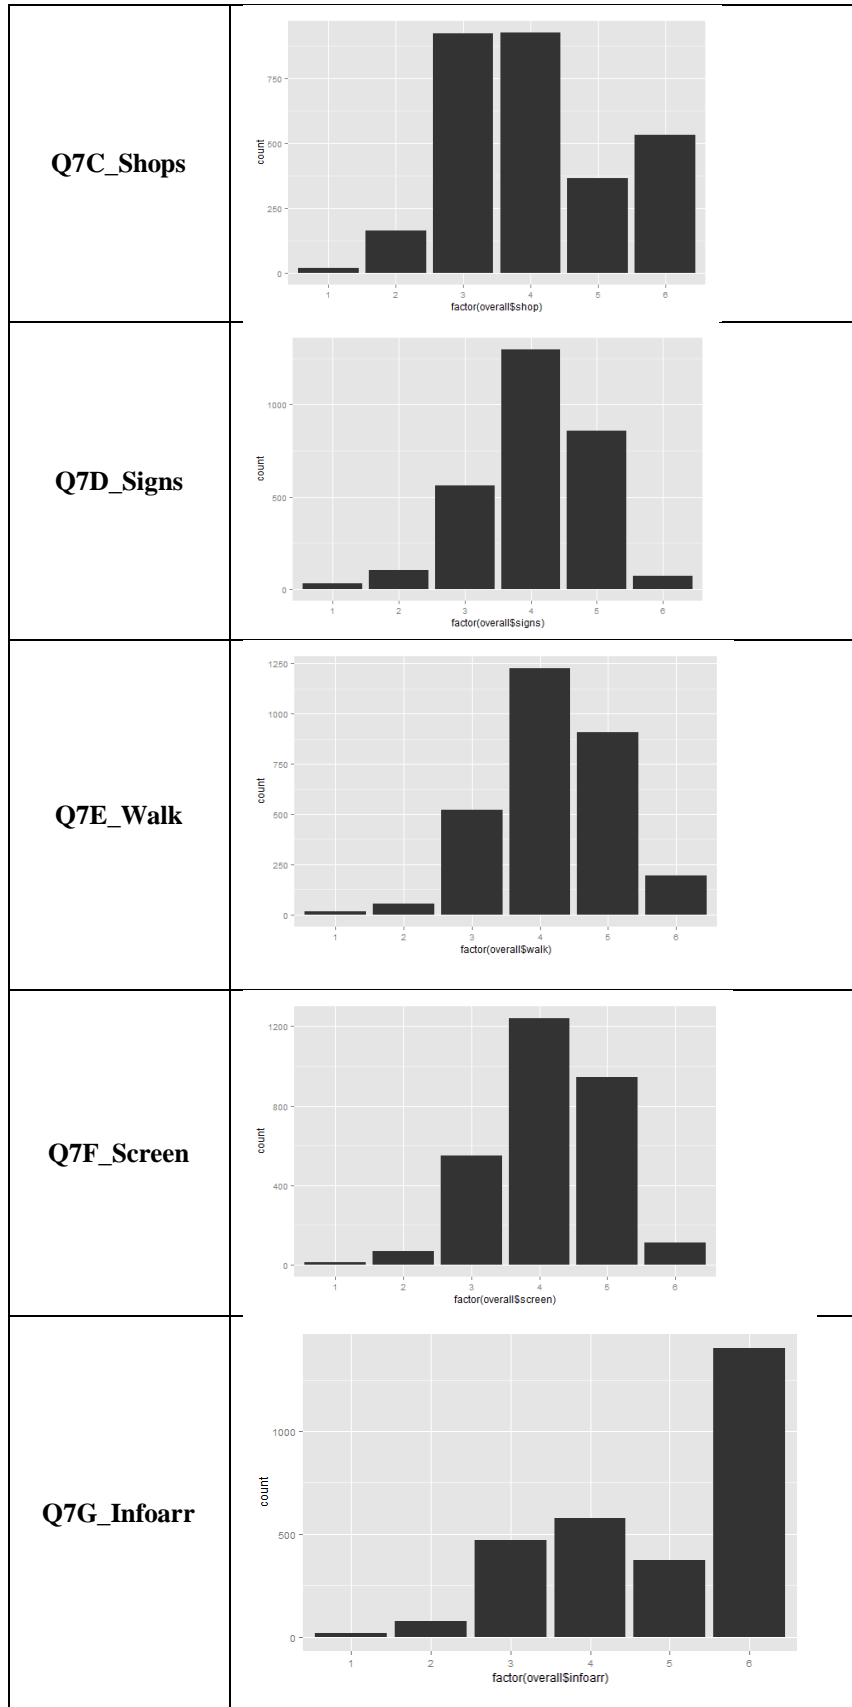 Q7C_Shops
count
750
500
250
0
1 2 3 4 5 6
factor(overall$shop)
Q7D_Signs
count
1000
500
0
1 2 3 4 5 6
factor(overall$signs)
Q7E_Walk
count
1250
1000
750
500
250
0
1 2 3 4 5 6
factor(overall$walk)
Q7F_Screen
count
1200
800
400
0
1 2 3 4 5 6
factor(overall$screen)
Q7G_Infoarr
count
1000
500
0
1 2 3 4 5 6
factor(overall$infoarr)